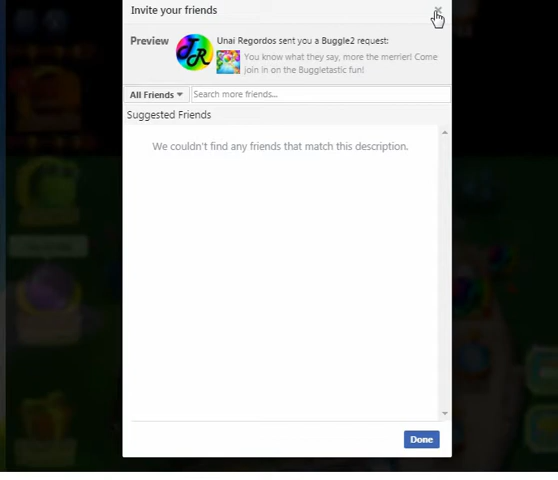 Invite your friends
Preview
Unai Regordos sent you a Buggle2 request:
You know what they say, more the merrier! Come
join in on the Buggletastic fun!
All Friends
Search more friends...
Suggested Friends
We couldn't find any friends that match this description.
Done